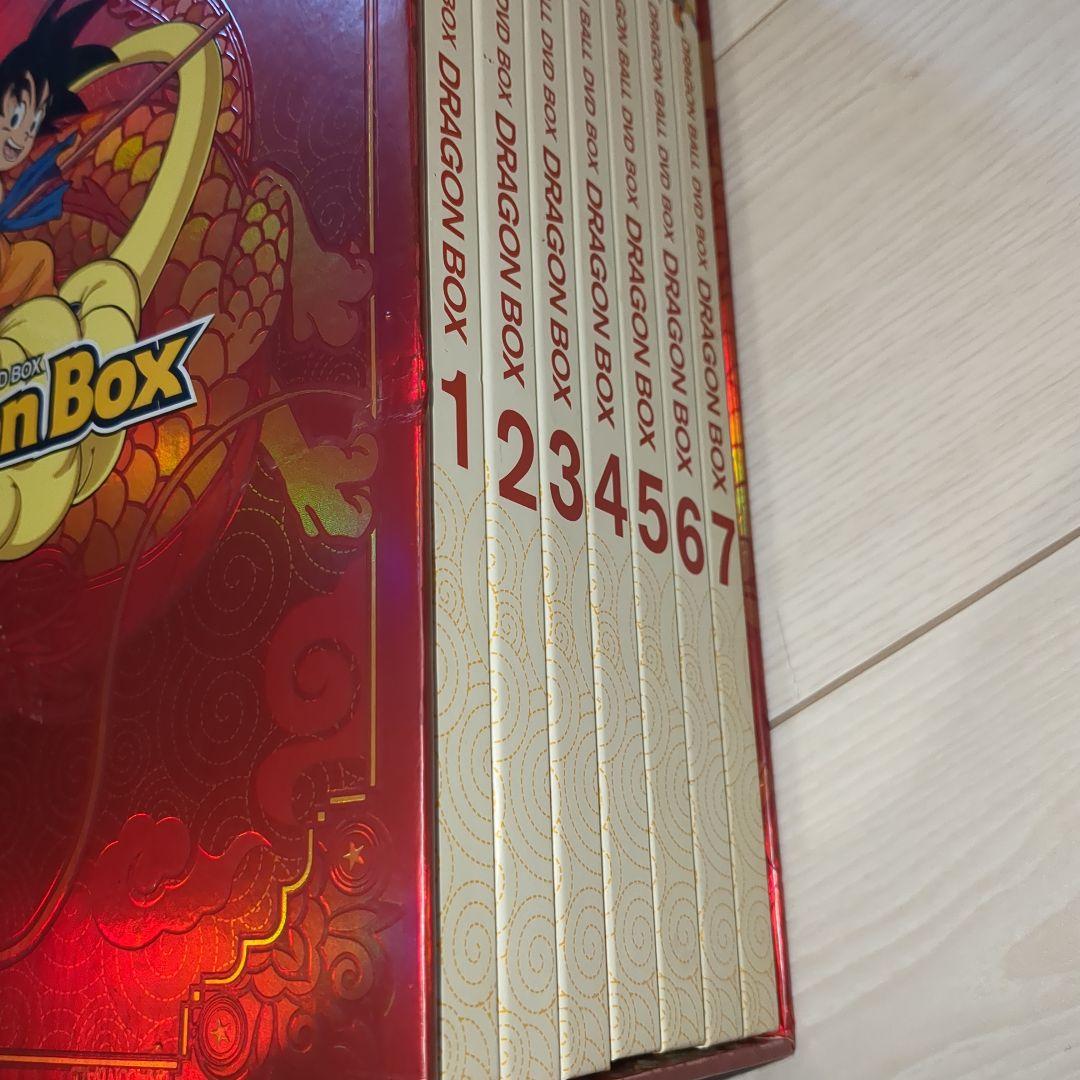 D BOX
n Box
BOX DRAGON BOX 1
DVD BOX DRAGON BOX 2
LL DVD BOX DRAGON BOX 3
BALL DVD BOX DRAGON BOX 4
GON BALL DVD BOX DRAGON BOX 5
DRAGON BALL DVD BOX DRAGON BOX 6
DRAGON BALL DVD BOX DRAGON BOX 7